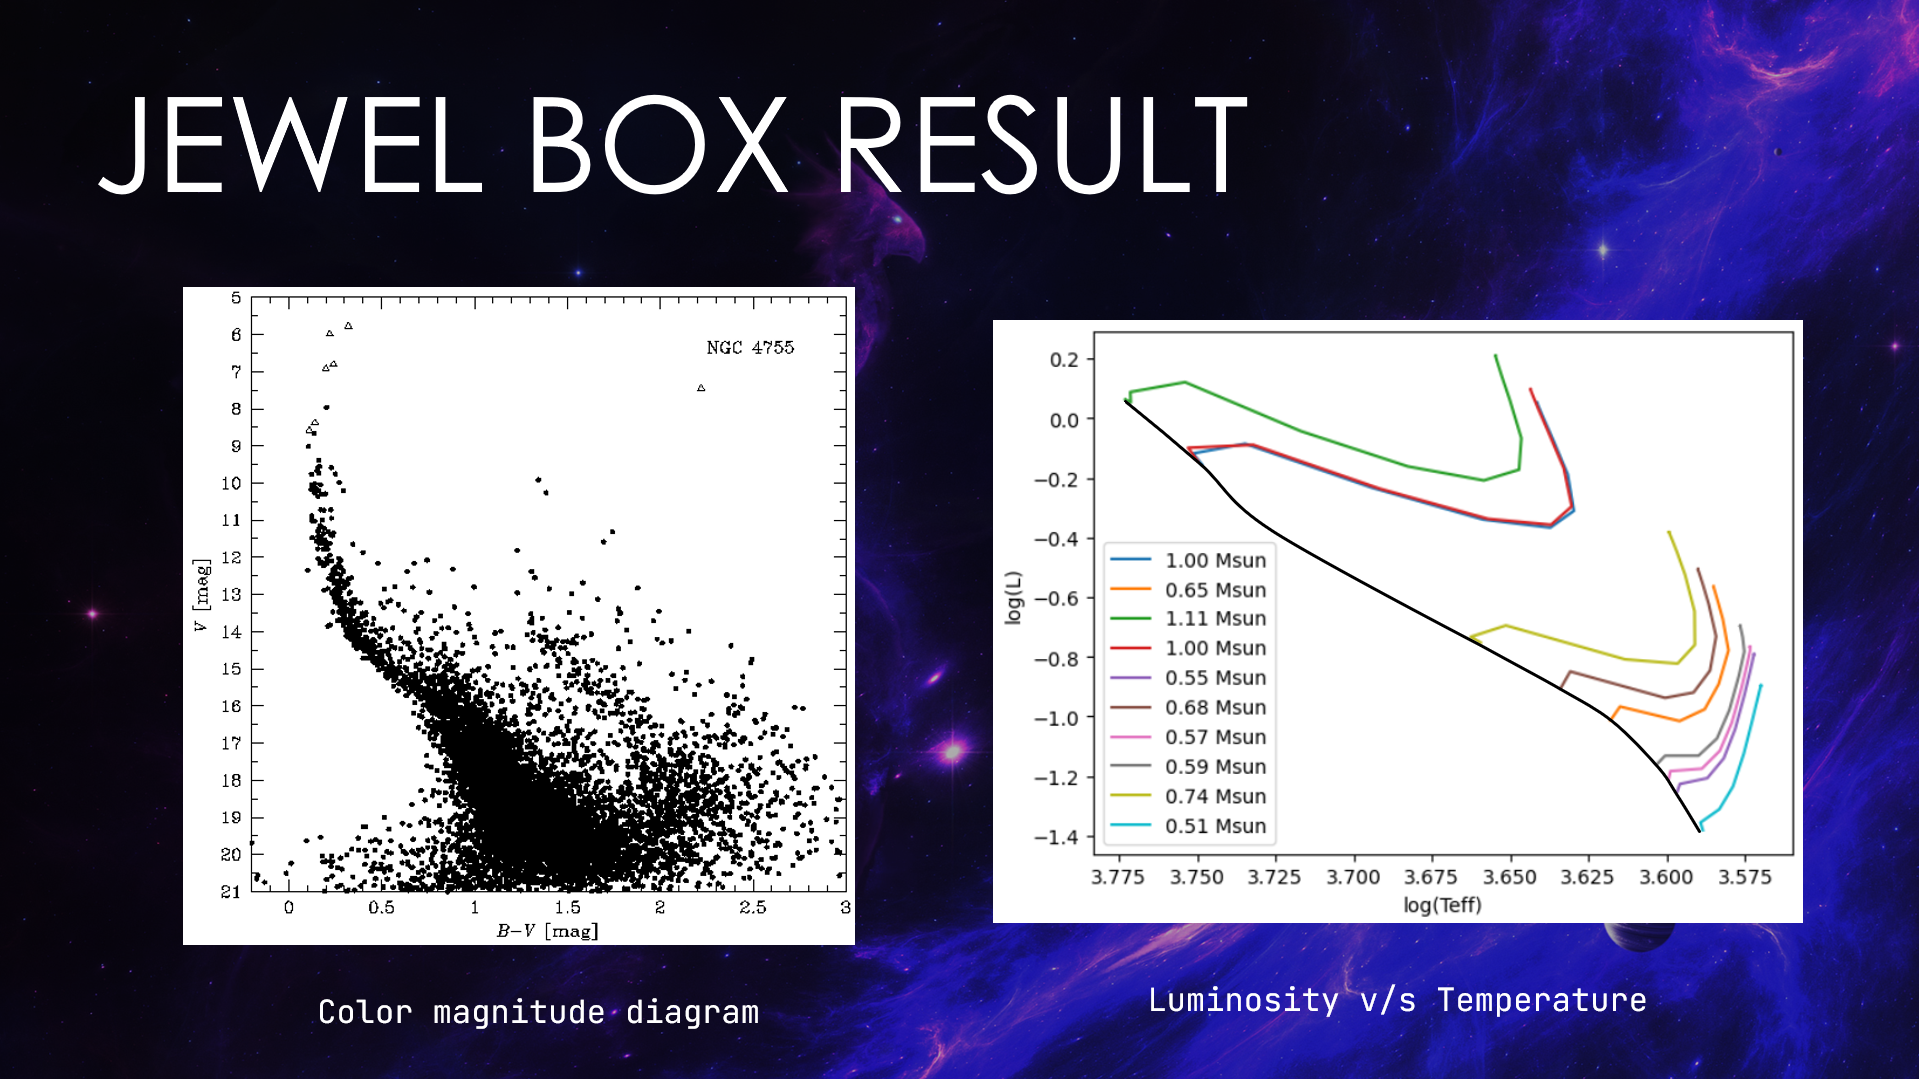 JEWEL BOX RESULT
NGC 4755
5
6
7
8
9
10
11
12
13
14
15
16
17
18
19
20
21
V [mag]
0 0.5 1 1.5 2 2.5 3
B−V [mag]
Color magnitude diagram
0.2
0.0
−0.2
−0.4
−0.6
−0.8
−1.0
−1.2
−1.4
log(L)
1.00 Msun
0.65 Msun
1.11 Msun
1.00 Msun
0.55 Msun
0.68 Msun
0.57 Msun
0.59 Msun
0.74 Msun
0.51 Msun
3.775 3.750 3.725 3.700 3.675 3.650 3.625 3.600 3.575
log(Teff)
Luminosity v/s Temperature